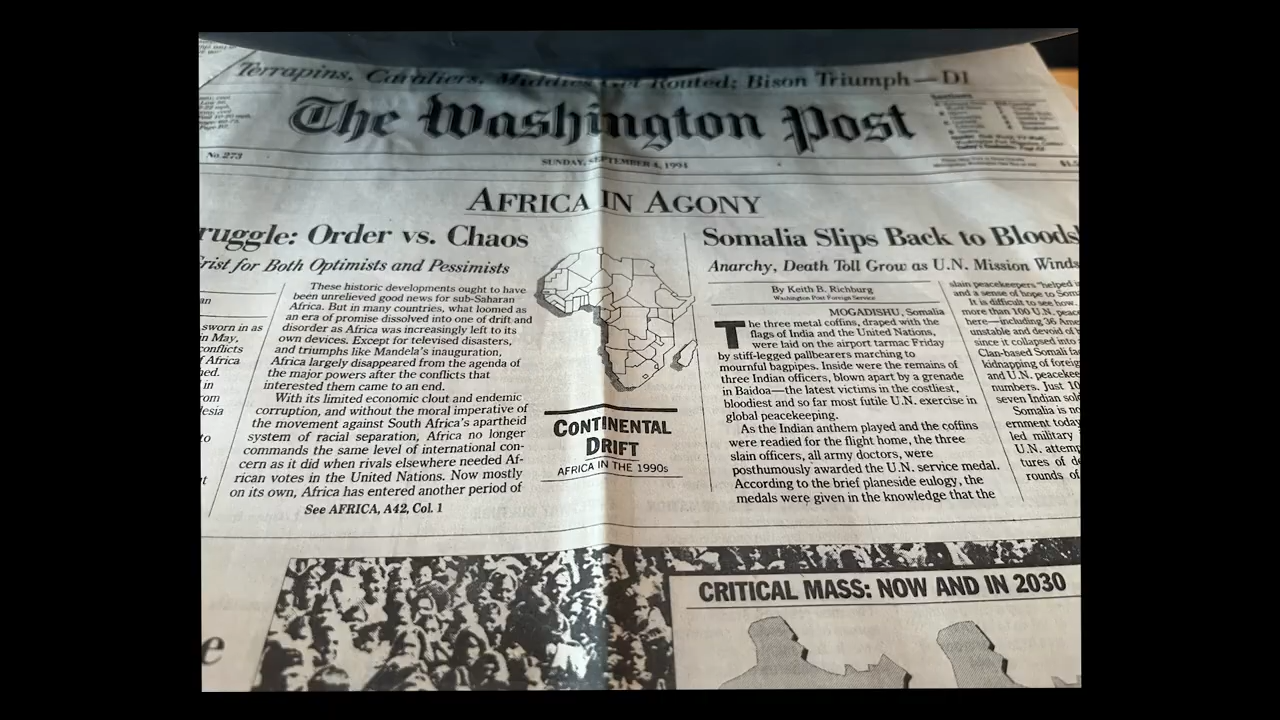 Terrapins, Cavaliers, Middies Get Routed; Bison Triumph—D1
The Washington Post
No. 273
SUNDAY, SEPTEMBER 4, 1994
AFRICA IN AGONY
ruggle: Order vs. Chaos
rist for Both Optimists and Pessimists
an
sworn in as
in May,
conflicts
f Africa
ned.
in
rom
lesia
to
These historic developments ought to have
been unrelieved good news for sub-Saharan
Africa. But in many countries, what loomed as
an era of promise dissolved into one of drift and
disorder as Africa was increasingly left to its
own devices. Except for televised disasters,
and triumphs like Mandela's inauguration,
Africa largely disappeared from the agenda of
the major powers after the conflicts that
interested them came to an end.
With its limited economic clout and endemic
corruption, and without the moral imperative of
the movement against South Africa's apartheid
system of racial separation, Africa no longer
commands the same level of international con-
cern as it did when rivals elsewhere needed Af-
rican votes in the United Nations. Now mostly
on its own, Africa has entered another period of
See AFRICA, A42, Col. 1
CONTINENTAL
DRIFT
AFRICA IN THE 1990s
Somalia Slips Back to Bloods
Anarchy, Death Toll Grow as U.N. Mission Winds
By Keith B. Richburg
Washington Post Foreign Service
MOGADISHU, Somalia
The three metal coffins, draped with the
flags of India and the United Nations,
were laid on the airport tarmac Friday
by stiff-legged pallbearers marching to
mournful bagpipes. Inside were the remains of
three Indian officers, blown apart by a grenade
in Baidoa—the latest victims in the costliest,
bloodiest and so far most futile U.N. exercise in
global peacekeeping.
As the Indian anthem played and the coffins
were readied for the flight home, the three
slain officers, all army doctors, were
posthumously awarded the U.N. service medal.
According to the brief planeside eulogy, the
medals were given in the knowledge that the
slain peacekeepers "helped
and a sense of hope to Som
It is difficult to see how
more than 100 U.N. peac
here—including 36 Ame
unstable and devoid of
since it collapsed into
Clan-based Somali fa
kidnapping of foreig
and U.N. peacekee
numbers. Just 10
seven Indian sol
Somalia is no
ernment today
led military
U.N. attemp
tures of de
rounds of
e
CRITICAL MASS: NOW AND IN 2030